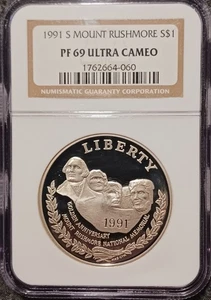 1991 S MOUNT RUSHMORE S$1
PF 69 ULTRA CAMEO
1762664-060
NUMISMATIC GUARANTY CORPORATION
NGC
LIBERTY
1991
GOLDEN ANNIVERSARY
MOUNT RUSHMORE NATIONAL MEMORIAL